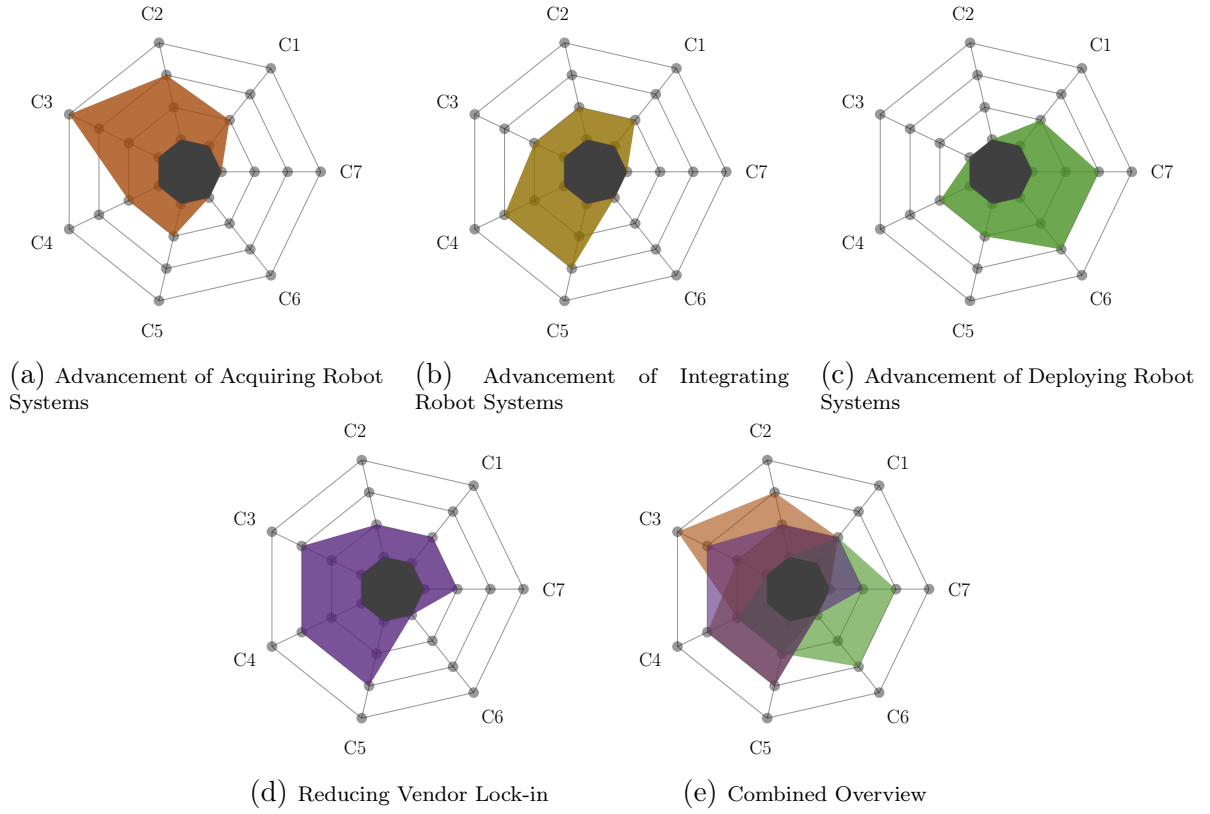 C2
C1
C3
C7
C4
C6
C5
(a) Advancement of Acquiring Robot
Systems
C2
C1
C3
C7
C4
C6
C5
(b) Advancement of Integrating
Robot Systems
C2
C1
C3
C7
C4
C6
C5
(c) Advancement of Deploying Robot
Systems
C2
C1
C3
C7
C4
C6
C5
(d) Reducing Vendor Lock-in
C2
C1
C3
C7
C4
C6
C5
(e) Combined Overview